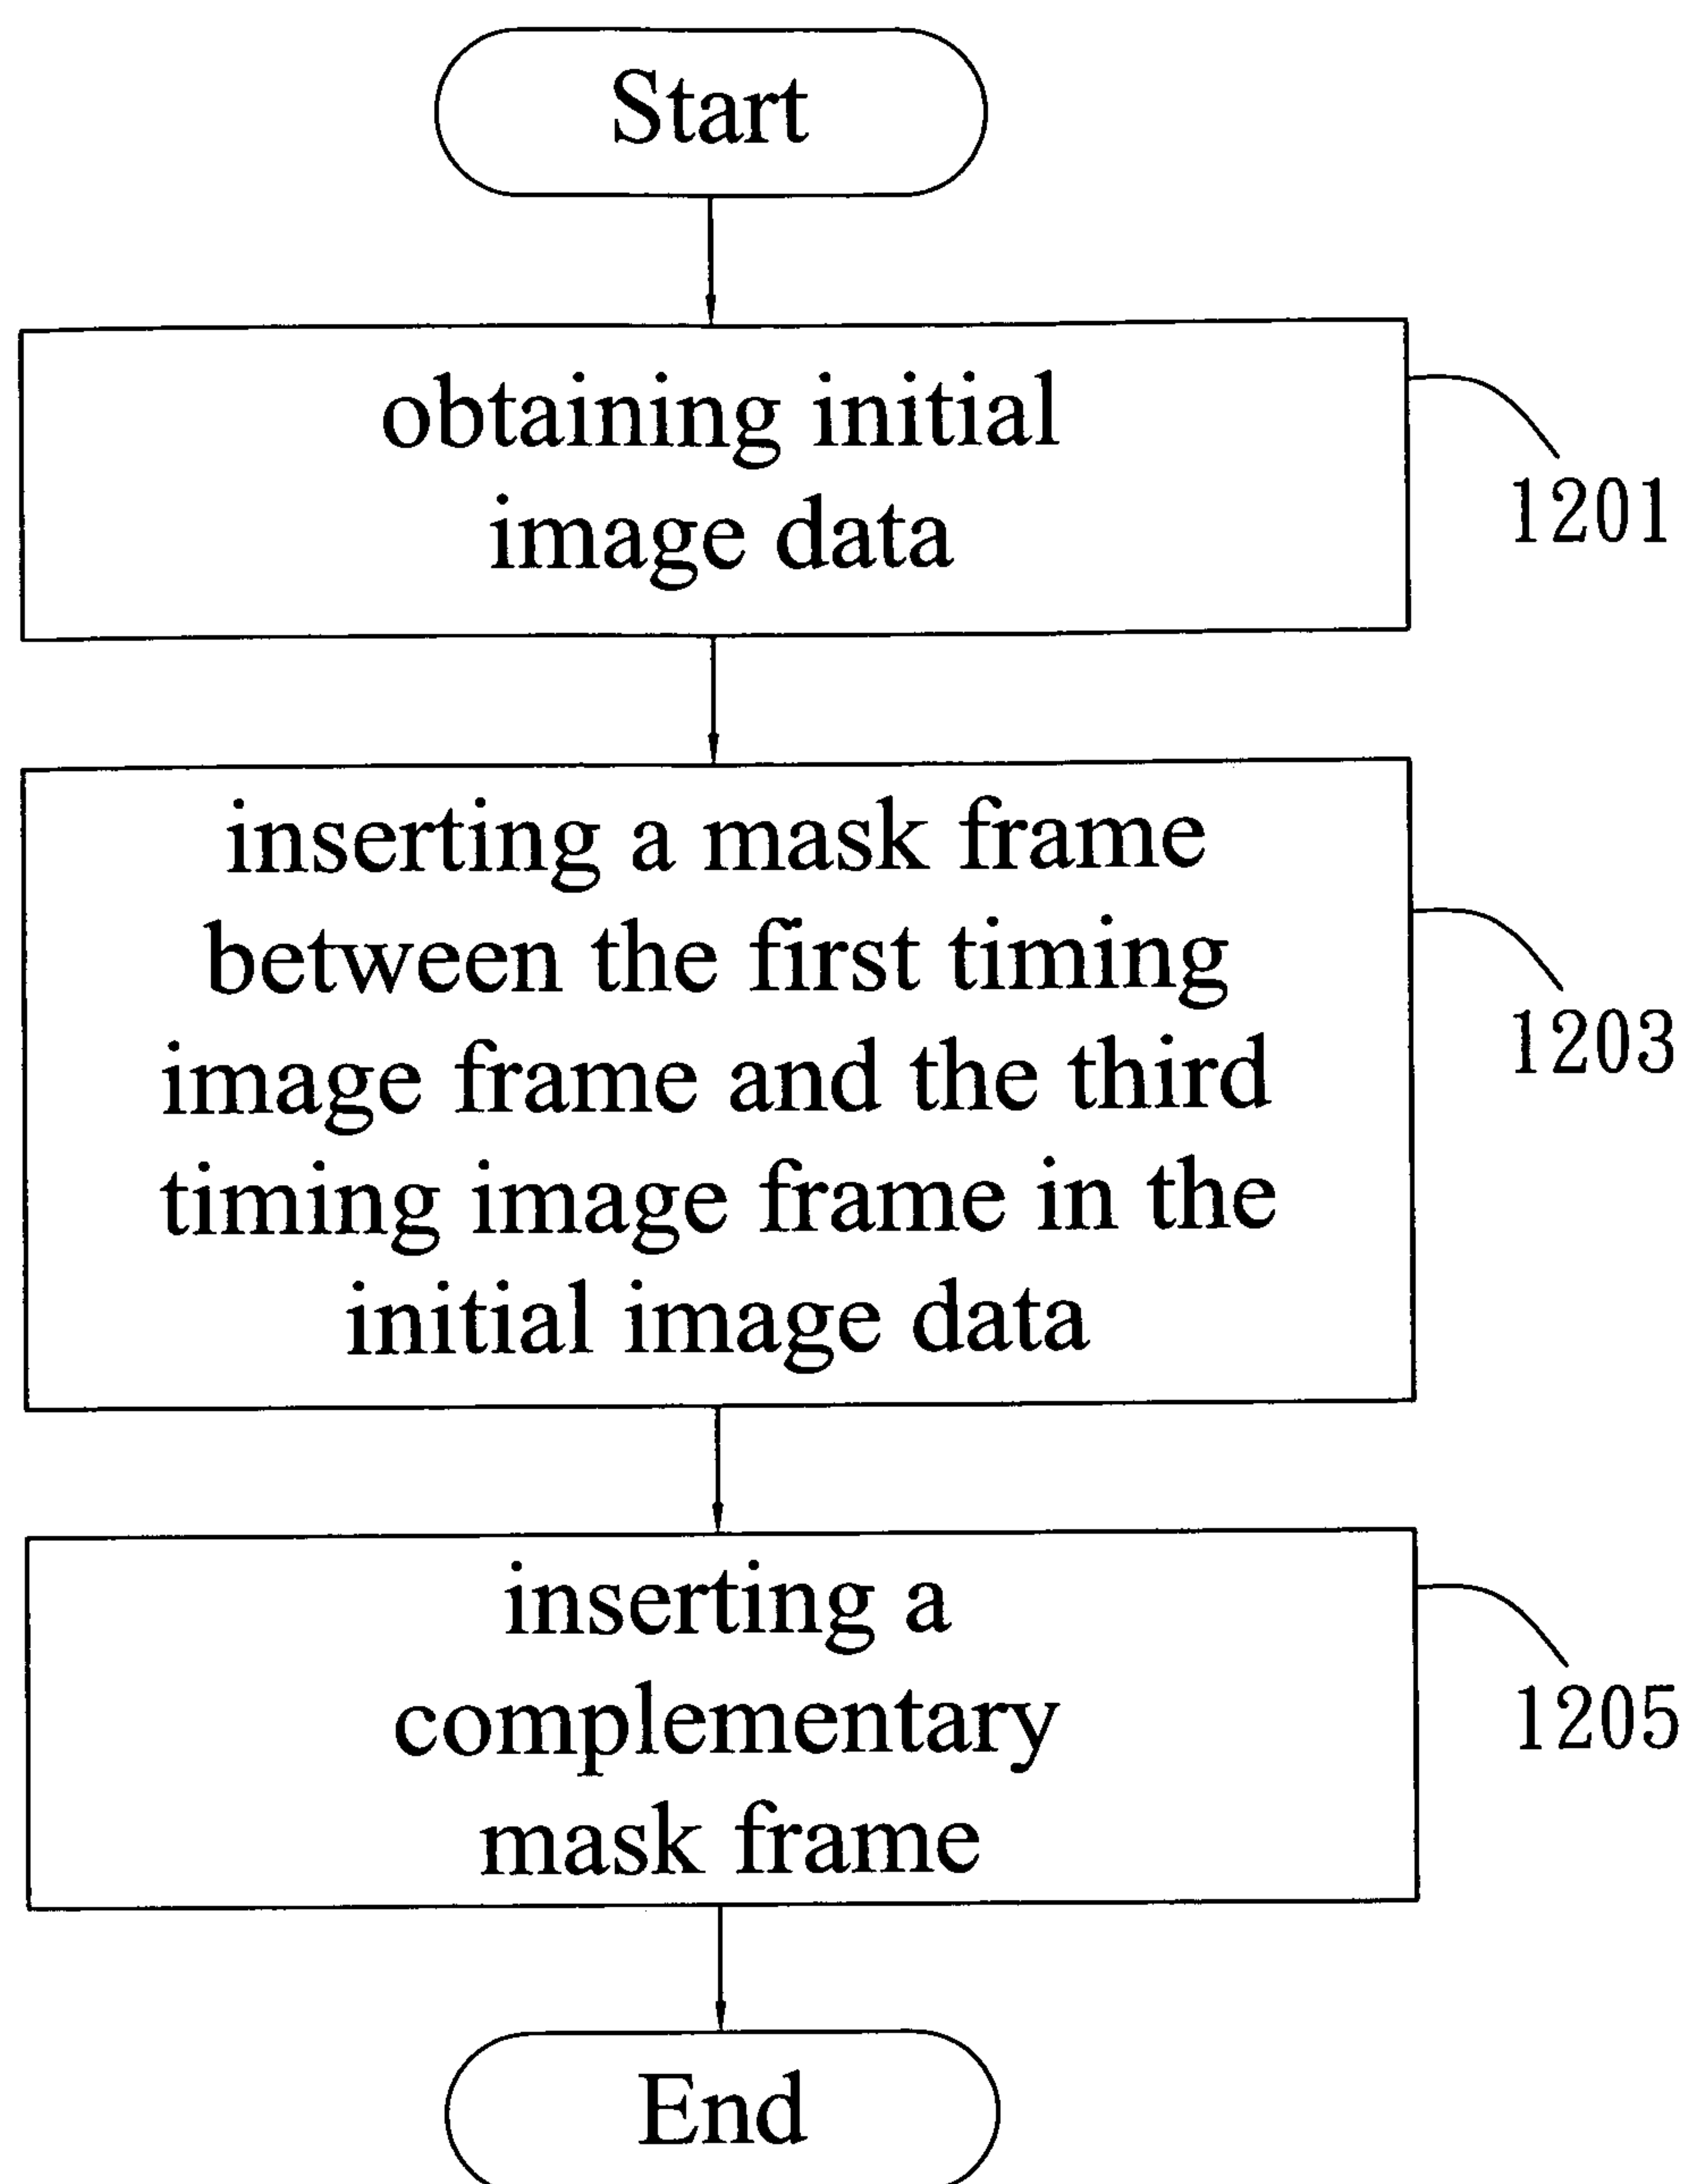 Start
obtaining initial
image data
1201
inserting a mask frame
between the first timing
image frame and the third
timing image frame in the
initial image data
1203
inserting a
complementary
mask frame
1205
End